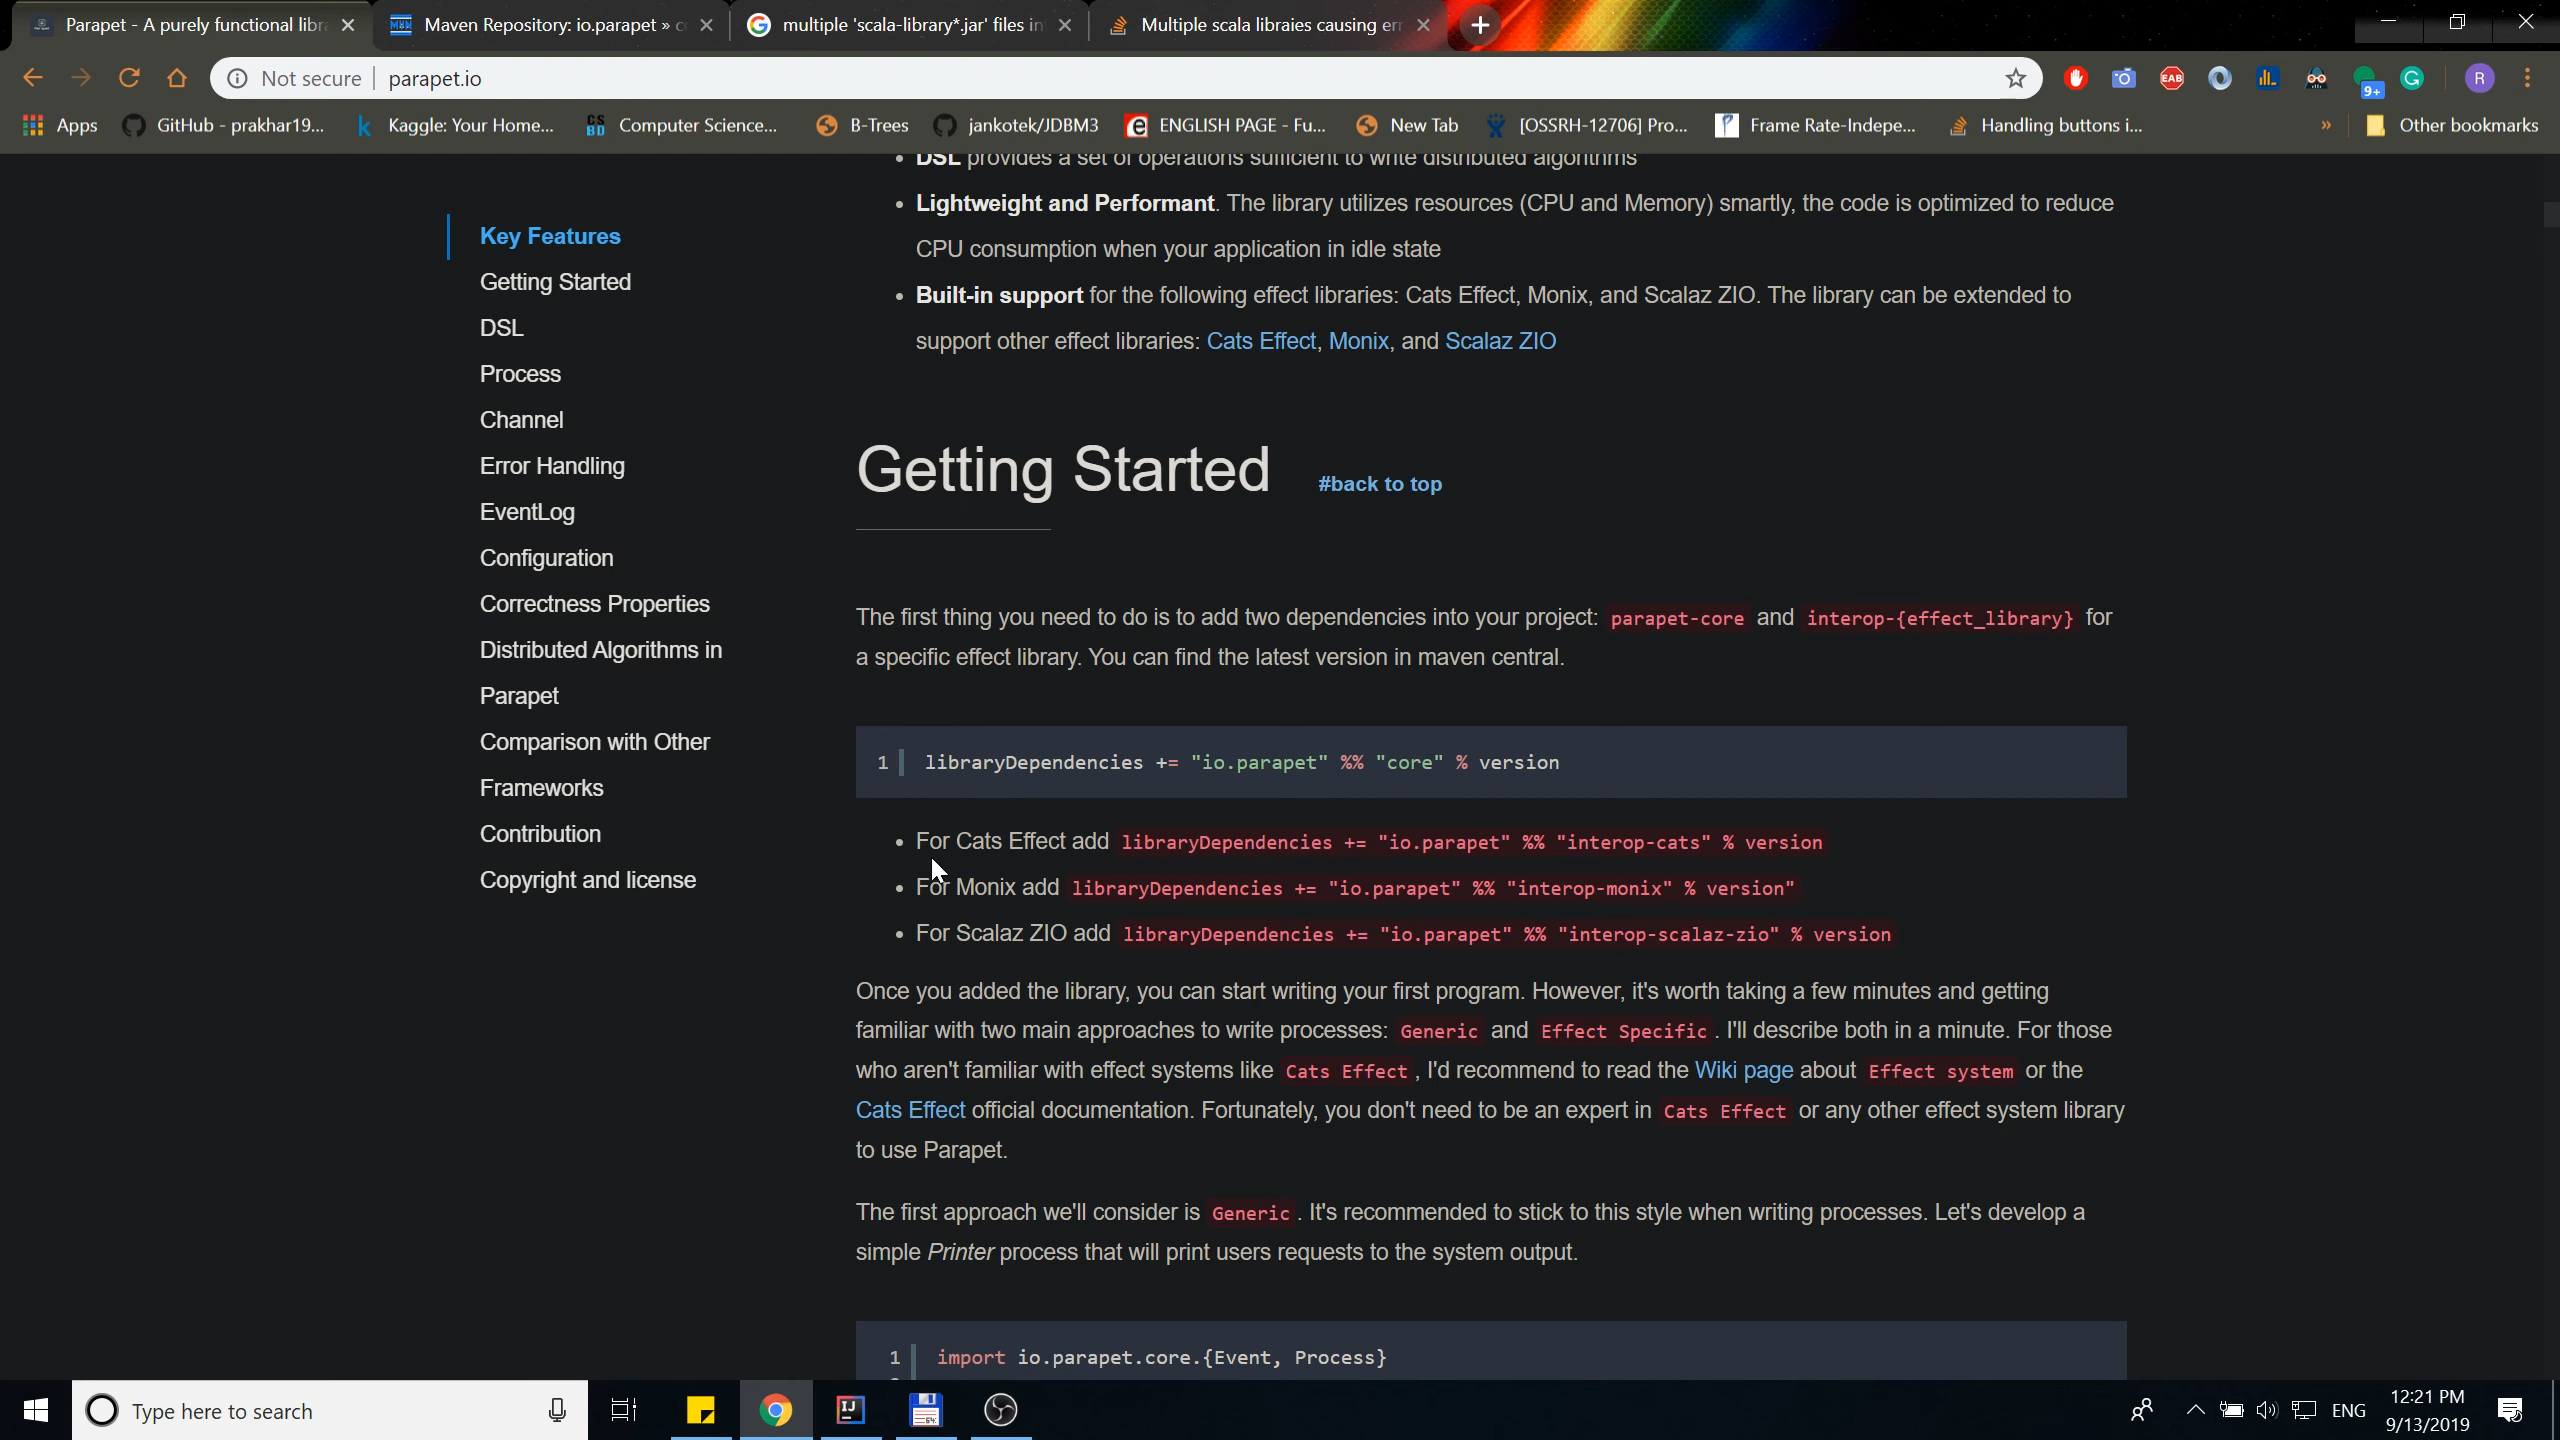 Parapet - A purely functional libr
Maven Repository: io.parapet » c
multiple 'scala-library*.jar' files in
Multiple scala libraies causing er
Not secure
parapet.io
EAB
9+
R
Apps
GitHub - prakhar19...
Kaggle: Your Home...
Computer Science...
B-Trees
jankotek/JDBM3
ENGLISH PAGE - Fu...
New Tab
[OSSRH-12706] Pro...
Frame Rate-Indepe...
Handling buttons i...
»
Other bookmarks
Key Features
Getting Started
DSL
Process
Channel
Error Handling
EventLog
Configuration
Correctness Properties
Distributed Algorithms in
Parapet
Comparison with Other
Frameworks
Contribution
Copyright and license
• DSL provides a set of operations sufficient to write distributed algorithms
• Lightweight and Performant. The library utilizes resources (CPU and Memory) smartly, the code is optimized to reduce
CPU consumption when your application in idle state
• Built-in support for the following effect libraries: Cats Effect, Monix, and Scalaz ZIO. The library can be extended to
support other effect libraries: Cats Effect, Monix, and Scalaz ZIO
Getting Started #back to top
The first thing you need to do is to add two dependencies into your project: parapet-core and interop-{effect_library} for
a specific effect library. You can find the latest version in maven central.
1 libraryDependencies += "io.parapet" %% "core" % version
• For Cats Effect add libraryDependencies += "io.parapet" %% "interop-cats" % version
• For Monix add libraryDependencies += "io.parapet" %% "interop-monix" % version"
• For Scalaz ZIO add libraryDependencies += "io.parapet" %% "interop-scalaz-zio" % version
Once you added the library, you can start writing your first program. However, it's worth taking a few minutes and getting
familiar with two main approaches to write processes: Generic and Effect Specific. I'll describe both in a minute. For those
who aren't familiar with effect systems like Cats Effect, I'd recommend to read the Wiki page about Effect system or the
Cats Effect official documentation. Fortunately, you don't need to be an expert in Cats Effect or any other effect system library
to use Parapet.
The first approach we'll consider is Generic. It's recommended to stick to this style when writing processes. Let's develop a
simple Printer process that will print users requests to the system output.
1 import io.parapet.core.{Event, Process}
Type here to search
ENG
12:21 PM
9/13/2019